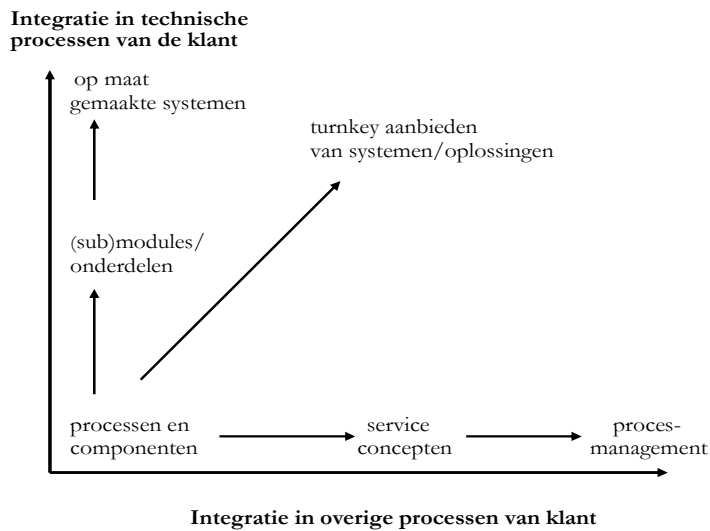 Integratie in technische
processen van de klant
op maat
gemaakte systemen
turnkey aanbieden
van systemen/oplossingen
(sub)modules/
onderdelen
processen en
componenten
service
concepten
proces-
management
Integratie in overige processen van klant